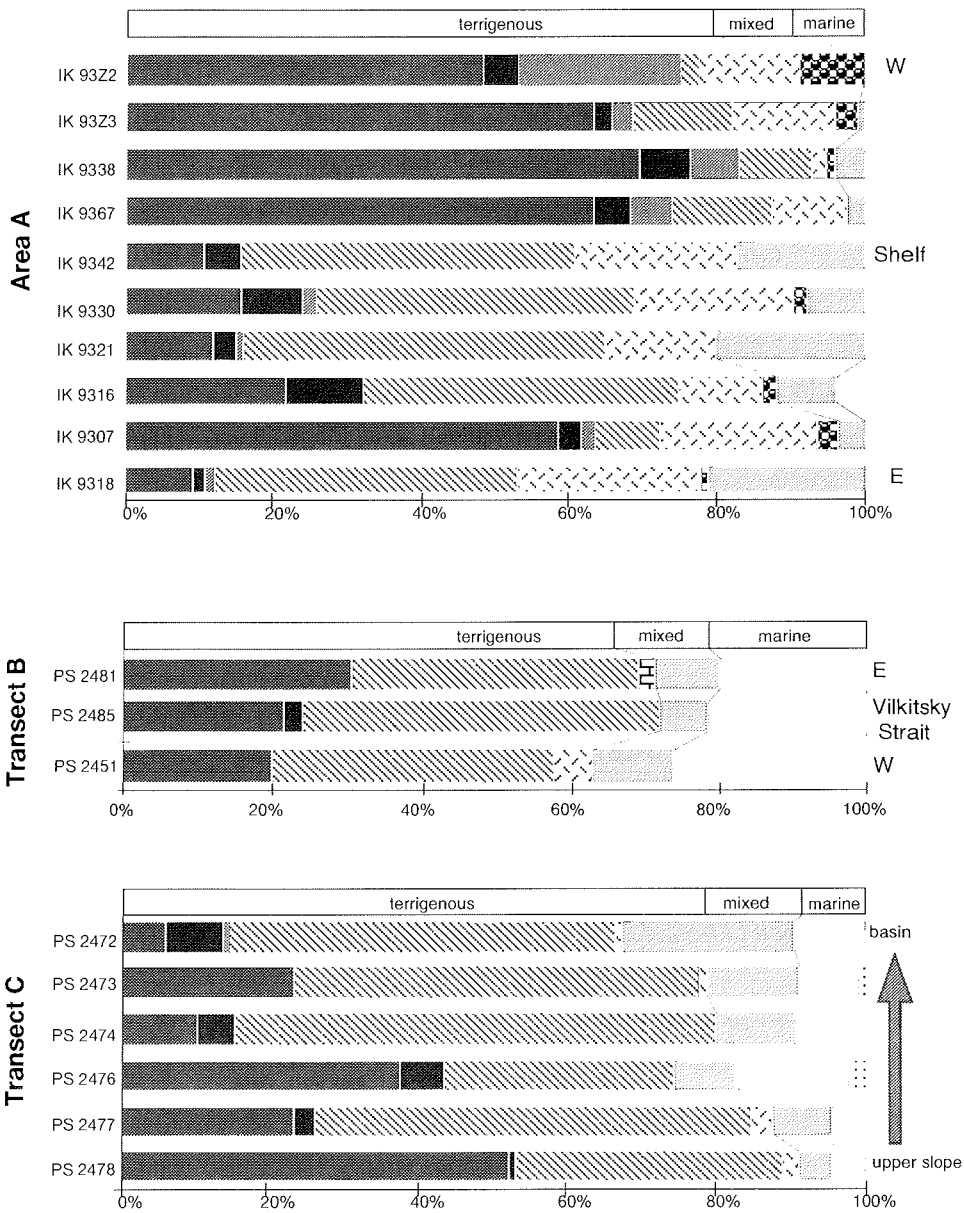 terrigenous mixed marine
IK 93Z2 W
IK 93Z3
IK 9338
IK 9367
IK 9342 Shelf
IK 9330
IK 9321
IK 9316
IK 9307
IK 9318 E
0% 20% 40% 60% 80% 100%
Area A
terrigenous mixed marine
PS 2481 E
PS 2485 Vilkitsky
Strait
PS 2451 W
0% 20% 40% 60% 80% 100%
Transect B
terrigenous mixed marine
PS 2472 basin
PS 2473
PS 2474
PS 2476
PS 2477
PS 2478 upper slope
0% 20% 40% 60% 80% 100%
Transect C